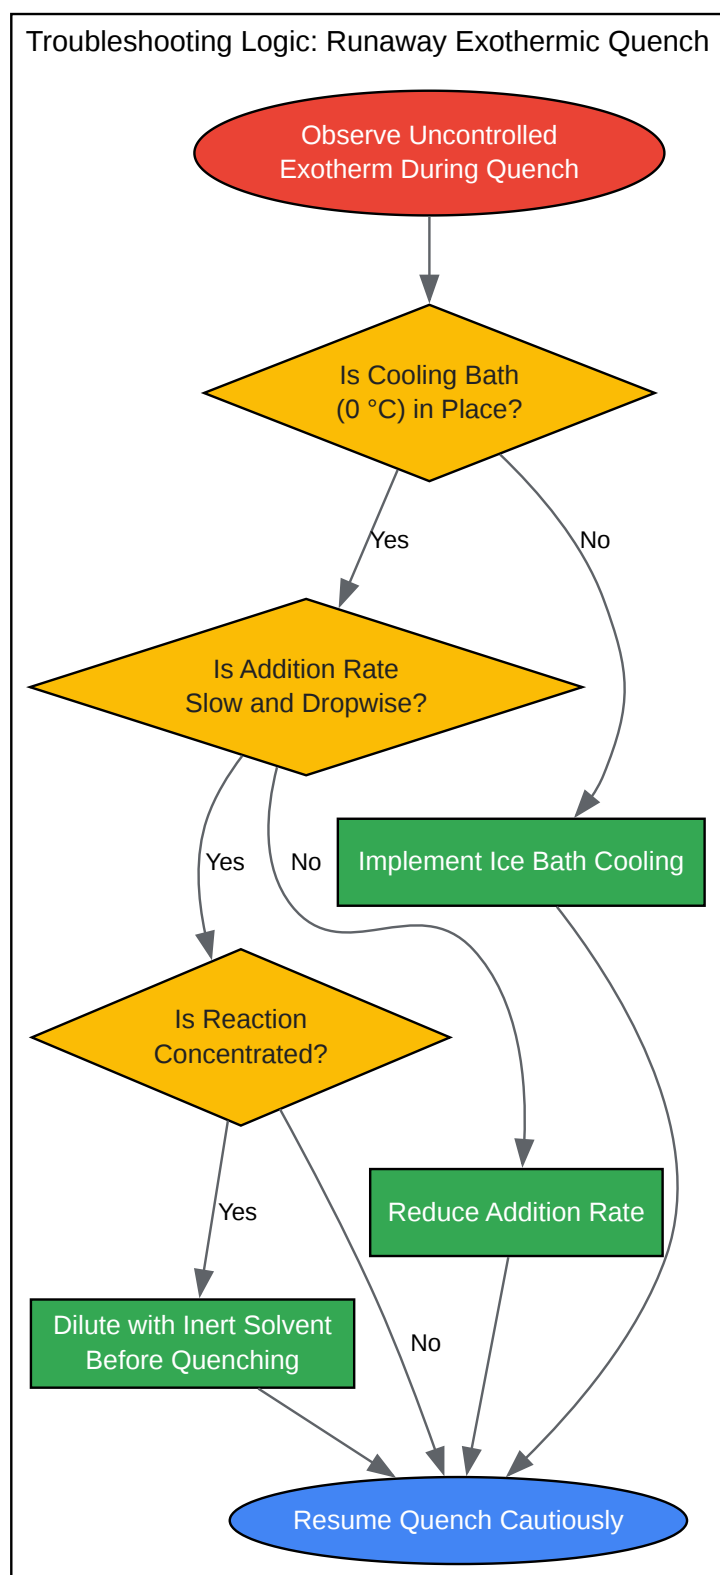 Troubleshooting Logic: Runaway Exothermic Quench
Observe Uncontrolled
Exotherm During Quench
Is Cooling Bath
(0 °C) in Place?
Yes
No
Is Addition Rate
Slow and Dropwise?
Yes
No
Implement Ice Bath Cooling
Is Reaction
Concentrated?
Yes
Reduce Addition Rate
Dilute with Inert Solvent
Before Quenching
No
Resume Quench Cautiously